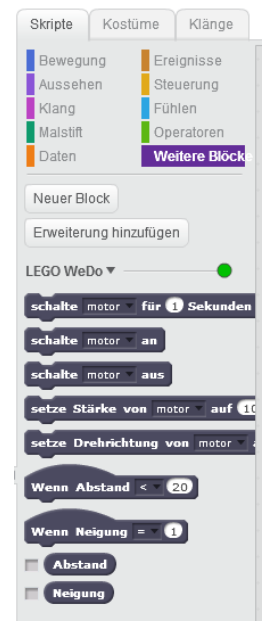 Skripte Kostüme Klänge
Bewegung Ereignisse
Aussehen Steuerung
Klang Fühlen
Malstift Operatoren
Daten Weitere Blöcke
Neuer Block
Erweiterung hinzufügen
LEGO WeDo
schalte motor für 1 Sekunden
schalte motor an
schalte motor aus
setze Stärke von motor auf 10
setze Drehrichtung von motor a
Wenn Abstand < 20
Wenn Neigung = 1
Abstand
Neigung